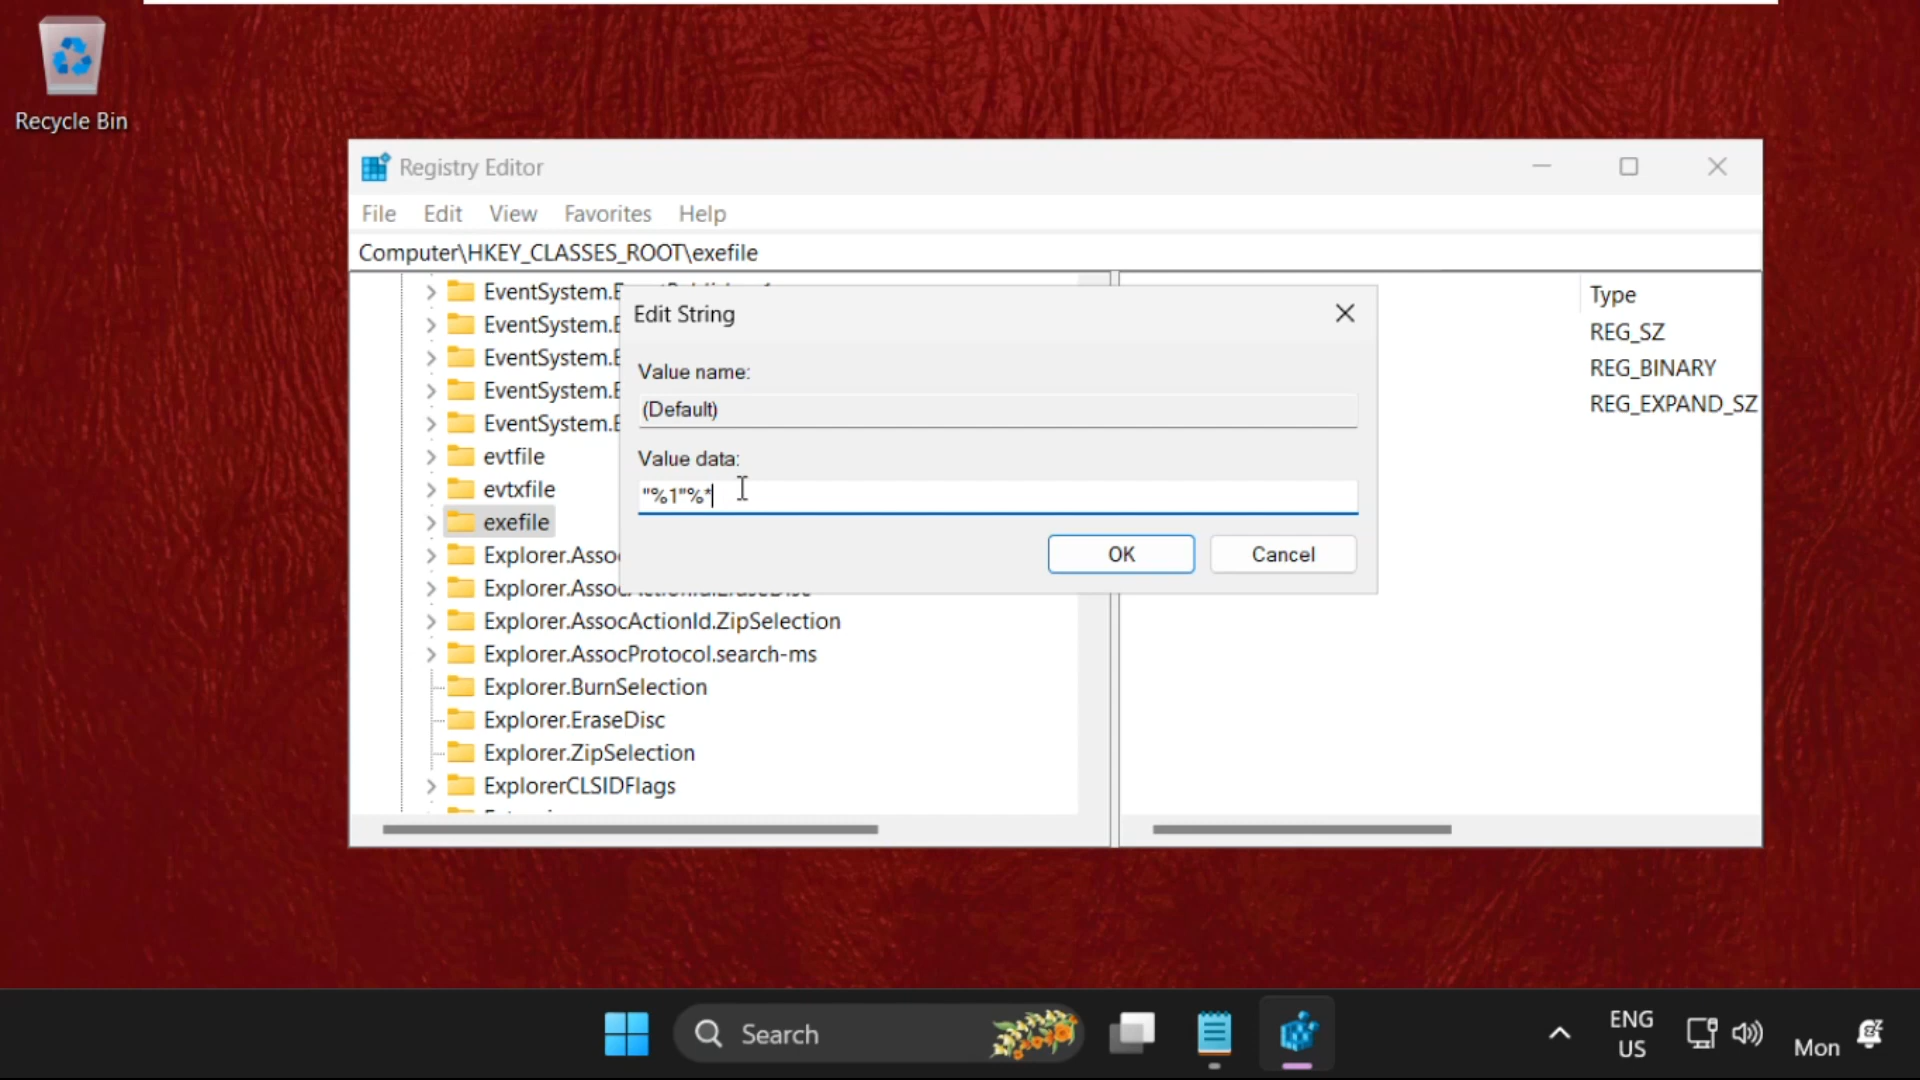 Recycle Bin
Registry Editor
File Edit View Favorites Help
Computer\HKEY_CLASSES_ROOT\exefile
EventSystem.E
EventSystem.E
EventSystem.E
EventSystem.E
EventSystem.E
evtfile
evtxfile
exefile
Explorer.Asso
Explorer.Assoc
Explorer.AssocActionId.ZipSelection
Explorer.AssocProtocol.search-ms
Explorer.BurnSelection
Explorer.EraseDisc
Explorer.ZipSelection
ExplorerCLSIDFlags
Edit String
Value name:
(Default)
Value data:
"%1"%*
OK Cancel
Type
REG_SZ
REG_BINARY
REG_EXPAND_SZ
Search
ENG
US
Mon